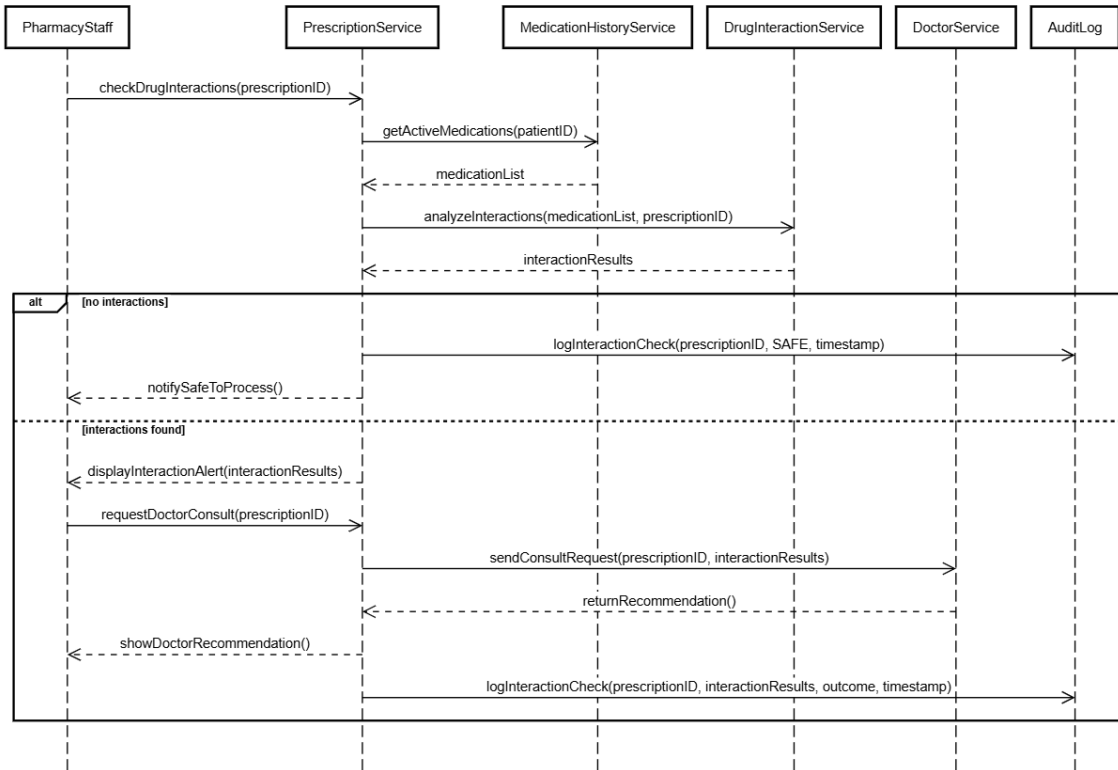 PharmacyStaff
PrescriptionService
MedicationHistoryService
DrugInteractionService
DoctorService
AuditLog
checkDrugInteractions(prescriptionID)
getActiveMedications(patientID)
medicationList
analyzeInteractions(medicationList, prescriptionID)
interactionResults
alt
[no interactions]
logInteractionCheck(prescriptionID, SAFE, timestamp)
notifySafeToProcess()
[interactions found]
displayInteractionAlert(interactionResults)
requestDoctorConsult(prescriptionID)
sendConsultRequest(prescriptionID, interactionResults)
returnRecommendation()
showDoctorRecommendation()
logInteractionCheck(prescriptionID, interactionResults, outcome, timestamp)